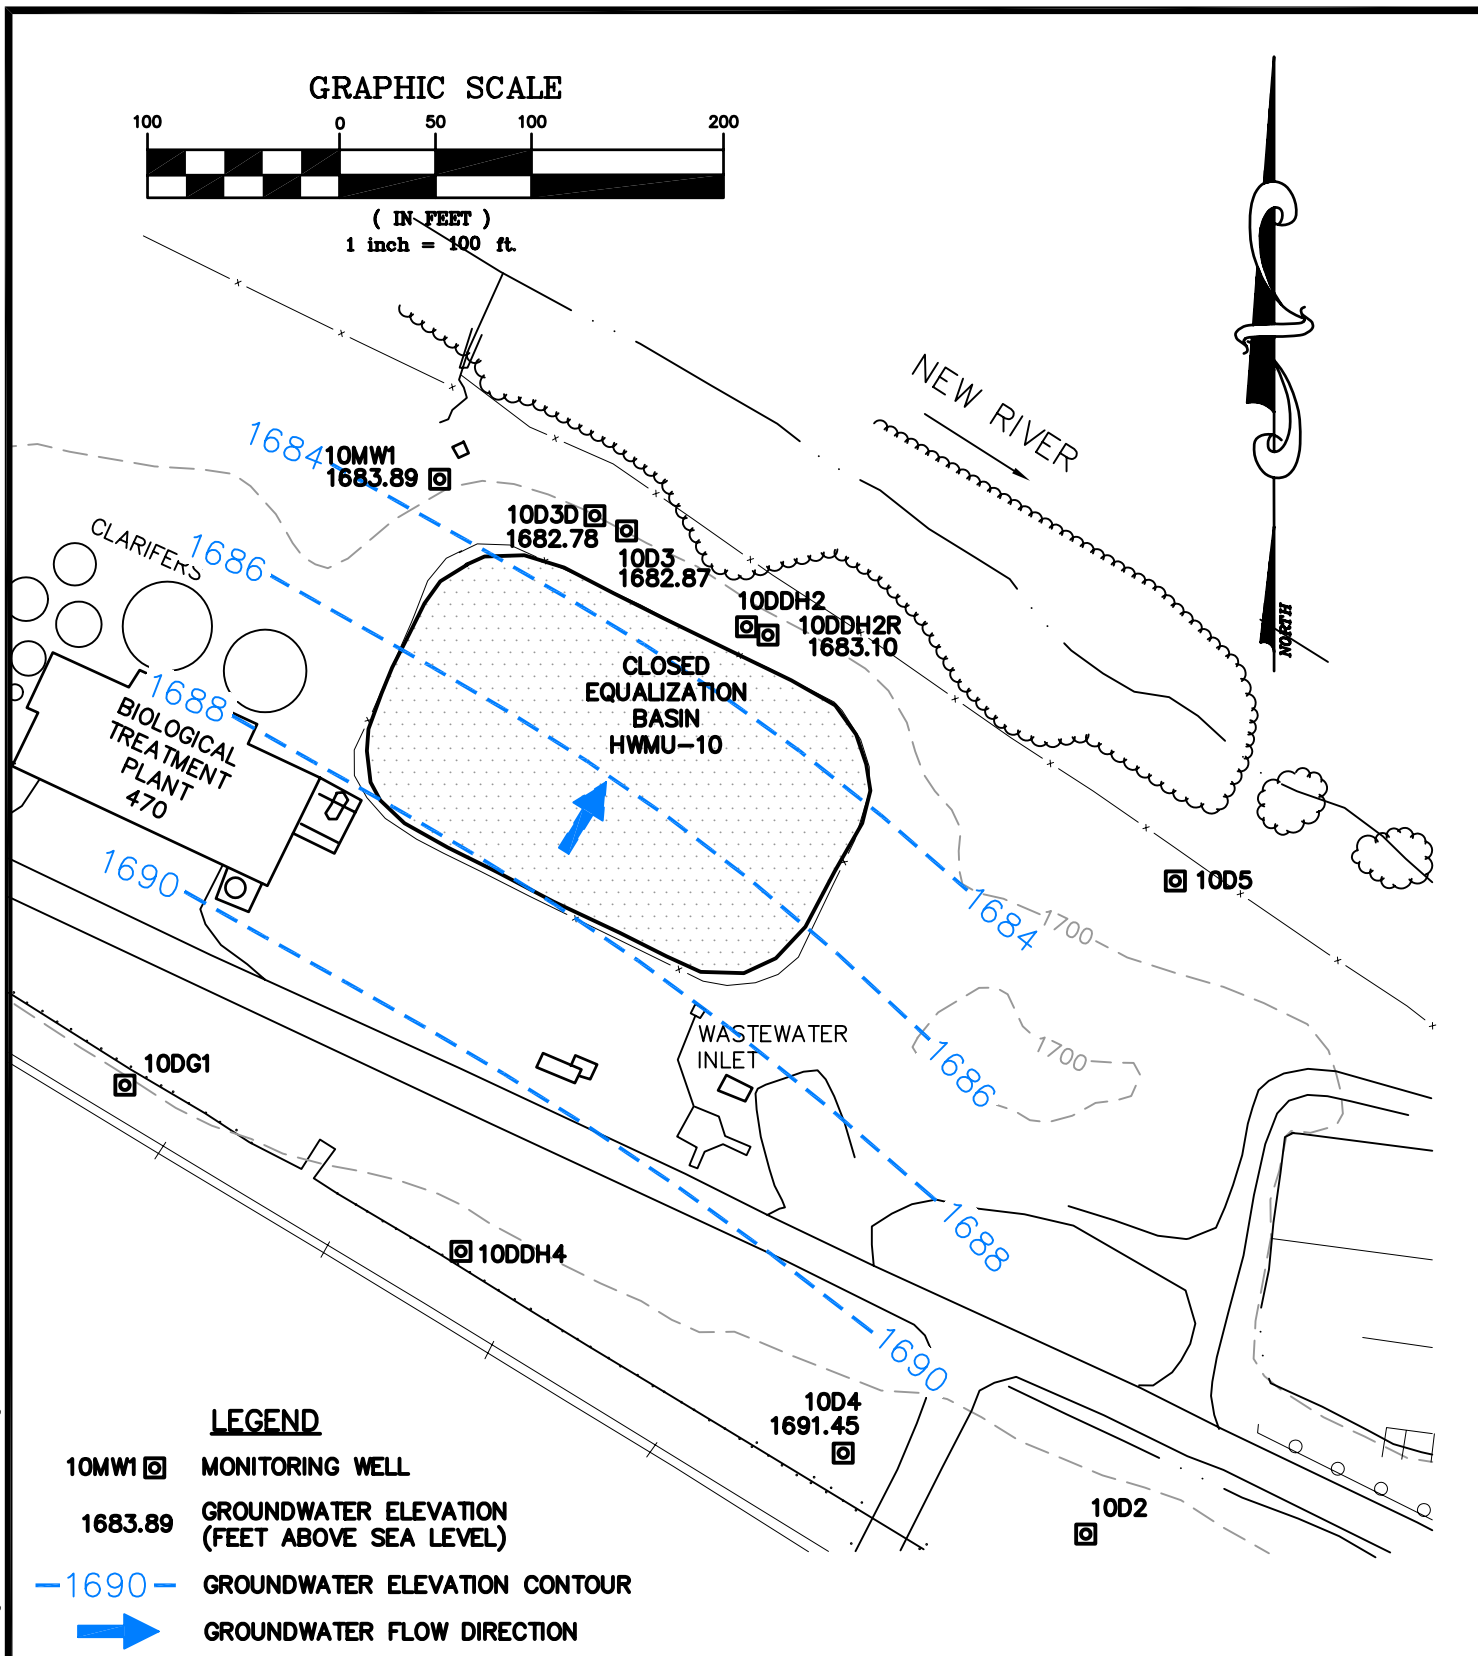 GRAPHIC SCALE
100 0 50 100 200
( IN FEET )
1 inch = 100 ft.
NEW RIVER
NORTH
1684
10MW1
1683.89
10D3D
1682.78
10D3
1682.87
CLARIFERS
1686
10DDH2
10DDH2R
1683.10
CLOSED
EQUALIZATION
BASIN
HWMU-10
1688
BIOLOGICAL
TREATMENT
PLANT
470
1690
10D5
1684
1700
WASTEWATER
INLET
1700
1686
10DG1
1688
10DDH4
1690
10D4
1691.45
10D2
LEGEND
10MW1 MONITORING WELL
1683.89 GROUNDWATER ELEVATION
(FEET ABOVE SEA LEVEL)
1690 GROUNDWATER ELEVATION CONTOUR
GROUNDWATER FLOW DIRECTION